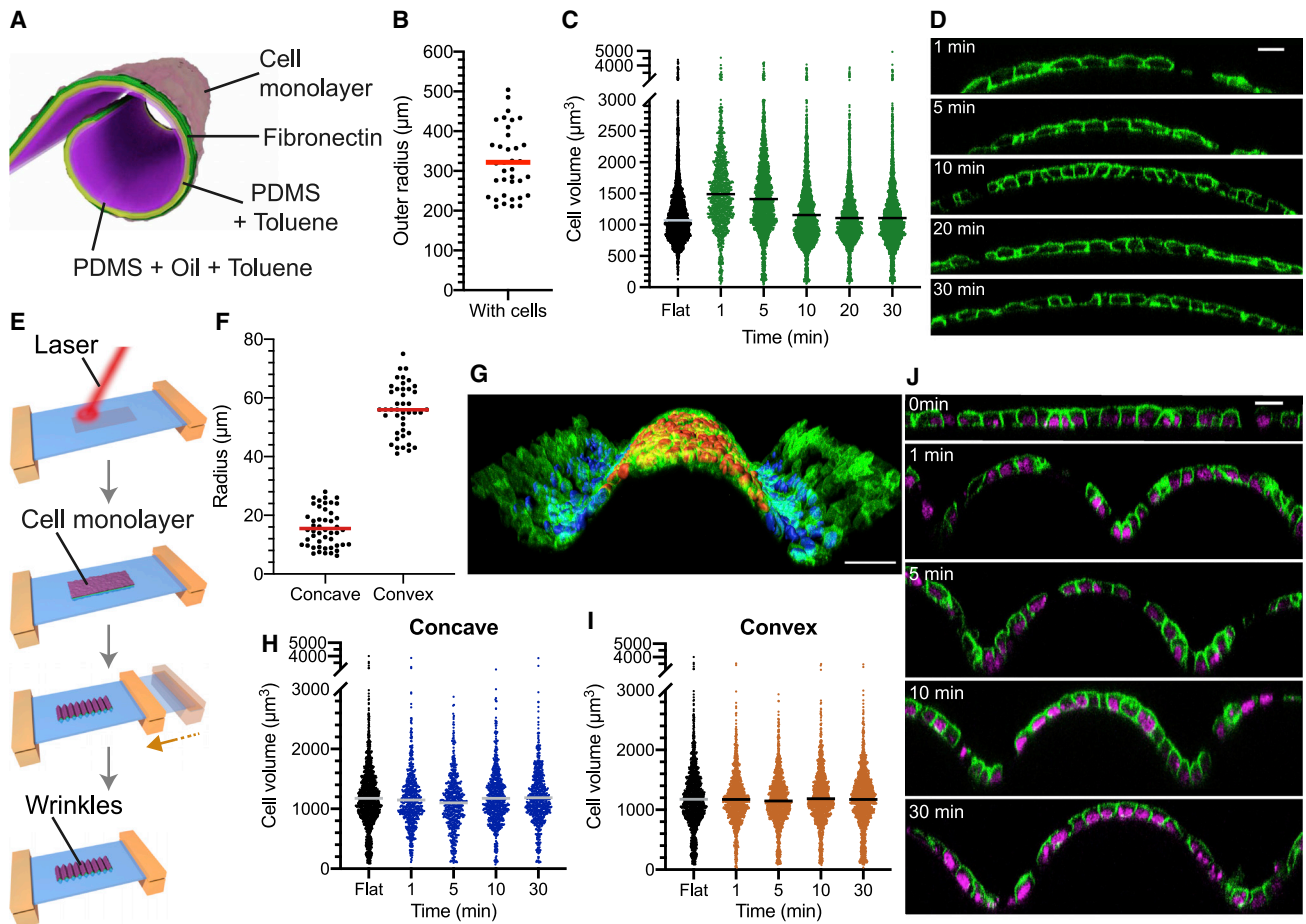 A
Cell
monolayer
Fibronectin
PDMS
+ Toluene
PDMS + Oil + Toluene
B
600
500
400
300
200
100
0
Outer radius (µm)
With cells
C
5000
4000
3000
2500
2000
1500
1000
500
0
Cell volume (µm³)
Flat 1 5 10 20 30
Time (min)
D
1 min
5 min
10 min
20 min
30 min
E
Laser
Cell monolayer
Wrinkles
F
80
60
40
20
0
Radius (µm)
Concave Convex
G
H
Concave
5000
4000
3000
2000
1000
0
Cell volume (µm³)
Flat 1 5 10 30
Time (min)
I
Convex
5000
4000
3000
2000
1000
0
Cell volume (µm³)
Flat 1 5 10 30
Time (min)
J
0min
1 min
5 min
10 min
30 min